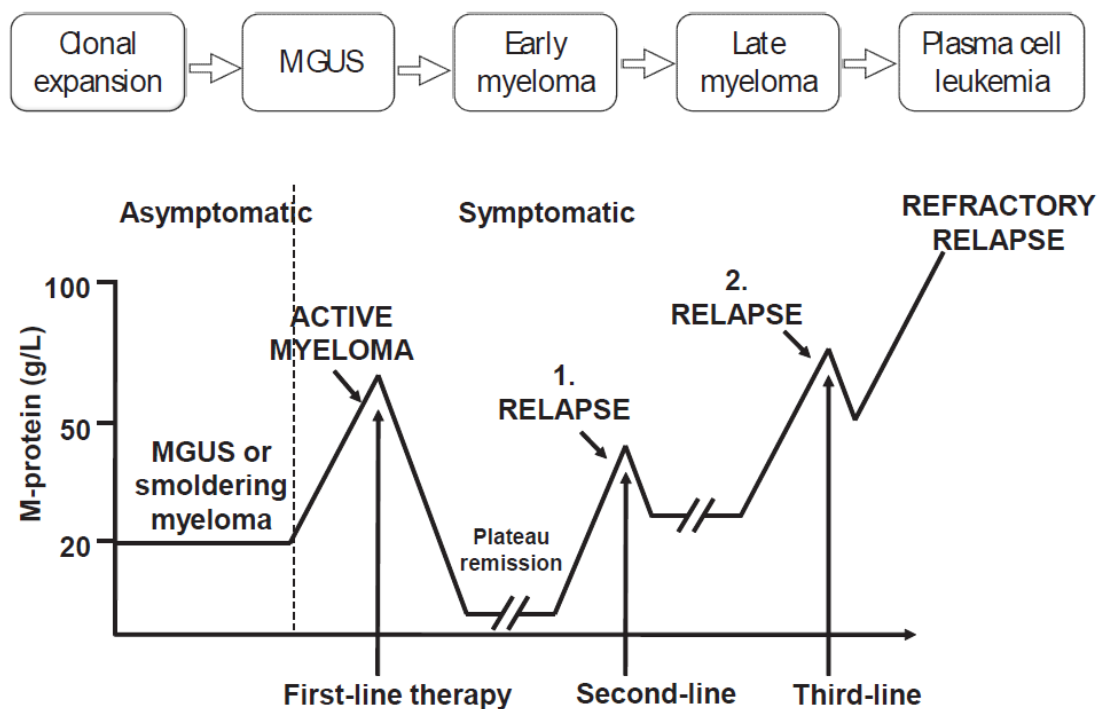 Clonal
expansion
MGUS
Early
myeloma
Late
myeloma
Plasma cell
leukemia
Asymptomatic
Symptomatic
REFRACTORY
RELAPSE
100
50
20
M-protein (g/L)
MGUS or
smoldering
myeloma
ACTIVE
MYELOMA
Plateau
remission
1.
RELAPSE
2.
RELAPSE
First-line therapy
Second-line
Third-line